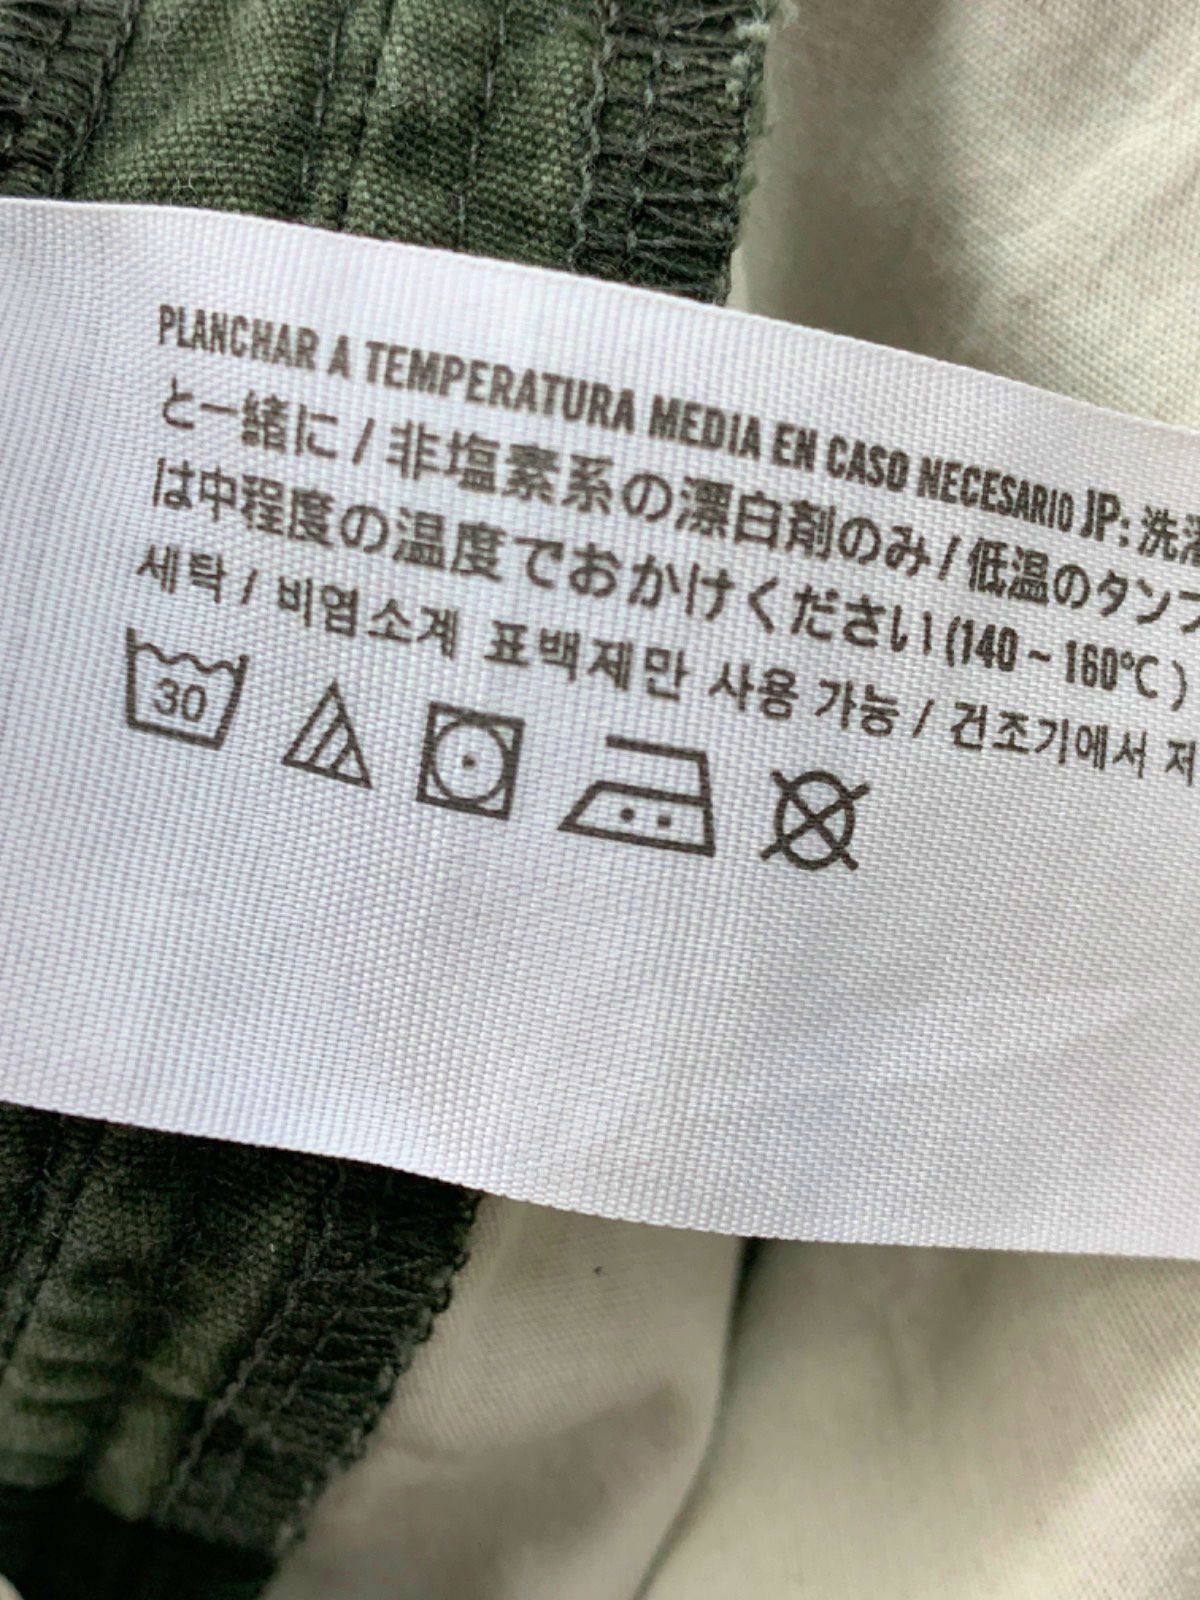 PLANCHAR A TEMPERATURA MEDIA EN CASO NECESARIO JP: 洗濯
と一緒に / 非塩素系の漂白剤のみ / 低温のタンブ
は中程度の温度でおかけください (140 ~ 160°C )
세탁 / 비염소계 표백제만 사용 가능 / 건조기에서 저
30